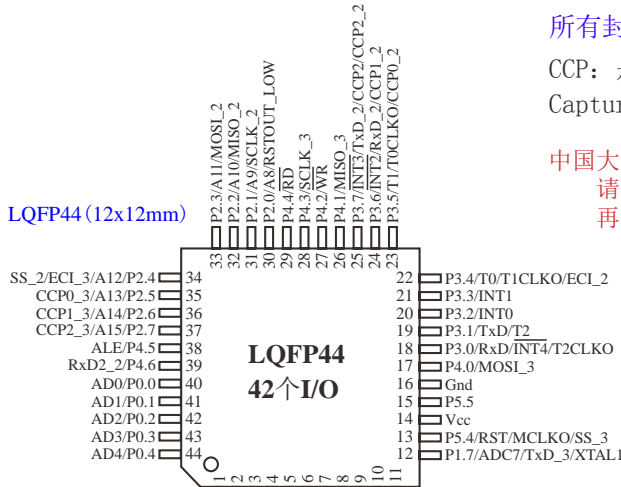 所有封
CCP:
Captur
中国大
请
再
LQFP44(12x12mm)
P2.3/A11/MOSI_2
P2.2/A10/MISO_2
P2.1/A9/SCLK_2
P2.0/A8/RSTOUT_LOW
P4.4/RD
P4.3/SCLK_3
P4.2/WR
P4.1/MISO_3
P3.7/INT3/TxD_2/CCP2/CCP2_2
P3.6/INT2/RxD_2/CCP1_2
P3.5/T1/T0CLKO/CCP0_2
33
32
31
30
29
28
27
26
25
24
23
SS_2/ECI_3/A12/P2.4 34
CCP0_3/A13/P2.5 35
CCP1_3/A14/P2.6 36
CCP2_3/A15/P2.7 37
ALE/P4.5 38
RxD2_2/P4.6 39
AD0/P0.0 40
AD1/P0.1 41
AD2/P0.2 42
AD3/P0.3 43
AD4/P0.4 44
LQFP44
42个I/O
22 P3.4/T0/T1CLKO/ECI_2
21 P3.3/INT1
20 P3.2/INT0
19 P3.1/TxD/T2
18 P3.0/RxD/INT4/T2CLKO
17 P4.0/MOSI_3
16 Gnd
15 P5.5
14 Vcc
13 P5.4/RST/MCLKO/SS_3
12 P1.7/ADC7/TxD_3/XTAL1
1
2
3
4
5
6
7
8
9
10
11